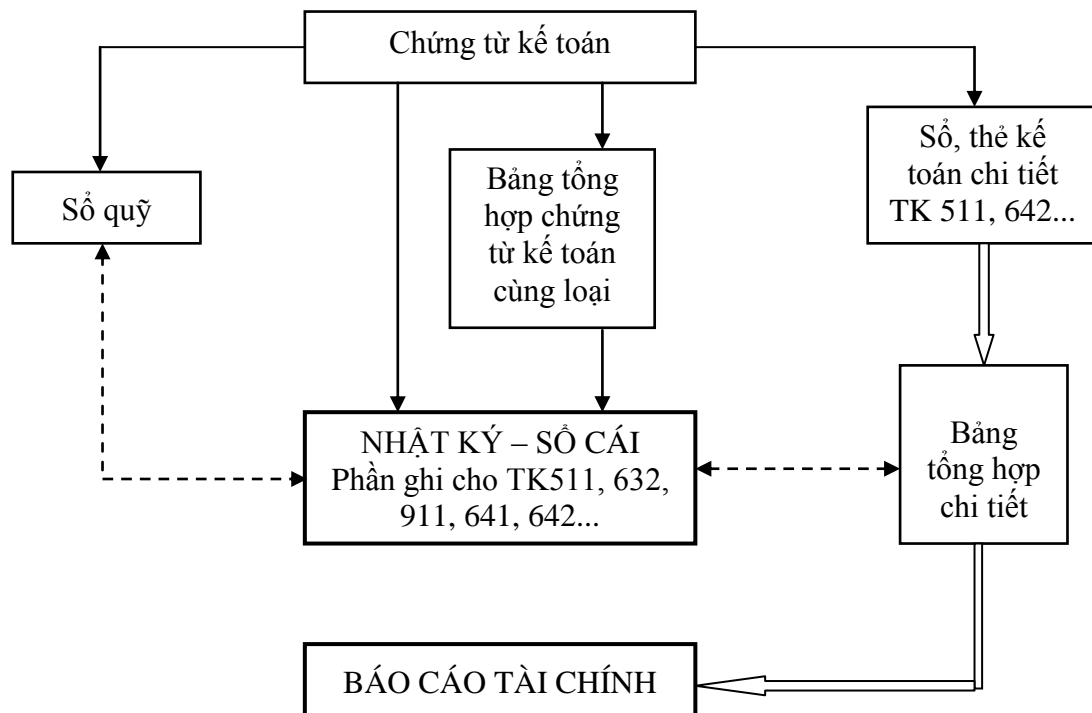 Chứng từ kế toán
Sổ quỹ
Bảng tổng
hợp chứng
từ kế toán
cùng loại
Sổ, thẻ kế
toán chi tiết
TK 511, 642...
NHẬT KÝ – SỔ CÁI
Phần ghi cho TK511, 632,
911, 641, 642...
Bảng
tổng hợp
chi tiết
BÁO CÁO TÀI CHÍNH